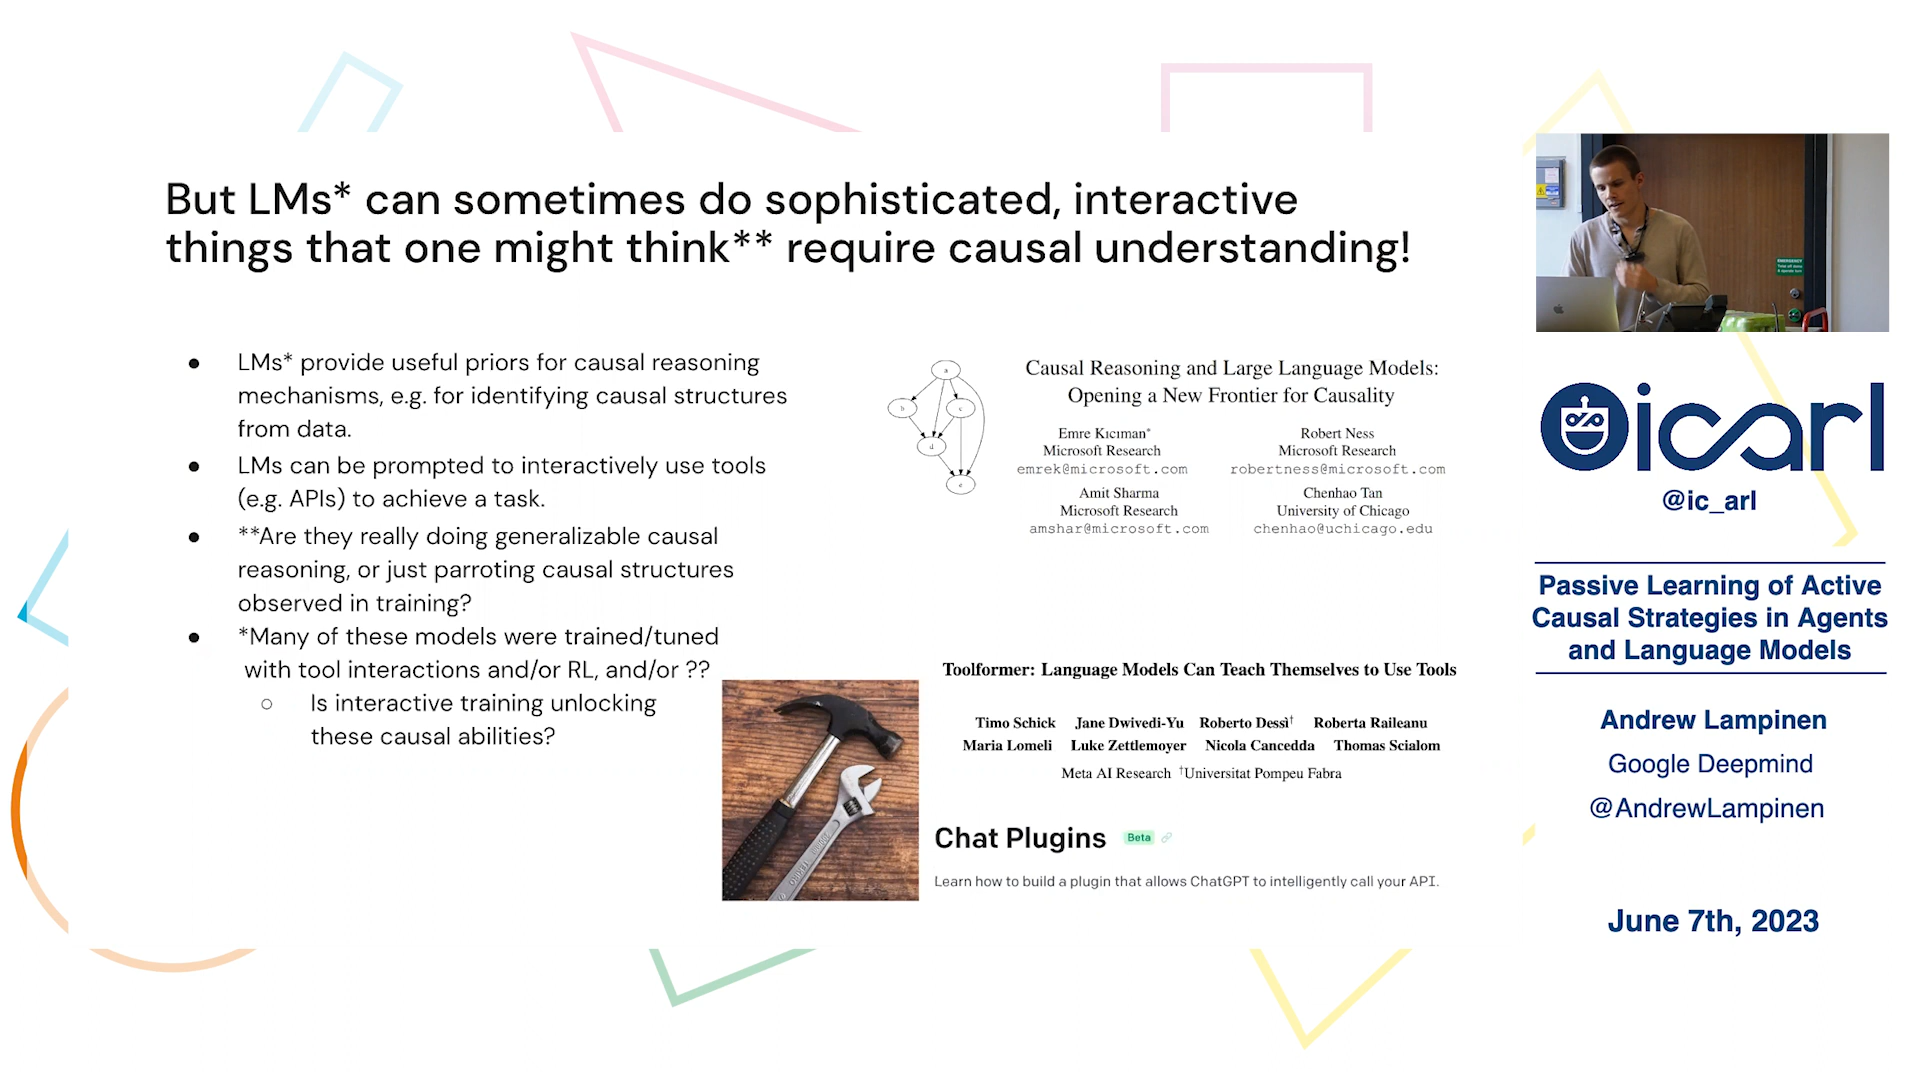 But LMs* can sometimes do sophisticated, interactive
things that one might think** require causal understanding!
● LMs* provide useful priors for causal reasoning
mechanisms, e.g. for identifying causal structures
from data.
● LMs can be prompted to interactively use tools
(e.g. APIs) to achieve a task.
● **Are they really doing generalizable causal
reasoning, or just parroting causal structures
observed in training?
● *Many of these models were trained/tuned
with tool interactions and/or RL, and/or ??
○ Is interactive training unlocking
these causal abilities?
a
b c
d
e
Causal Reasoning and Large Language Models:
Opening a New Frontier for Causality
Emre Kıcıman* Robert Ness
Microsoft Research Microsoft Research
emrek@microsoft.com robertness@microsoft.com
Amit Sharma Chenhao Tan
Microsoft Research University of Chicago
amshar@microsoft.com chenhao@uchicago.edu
Toolformer: Language Models Can Teach Themselves to Use Tools
Timo Schick Jane Dwivedi-Yu Roberto Dessì† Roberta Raileanu
Maria Lomeli Luke Zettlemoyer Nicola Cancedda Thomas Scialom
Meta AI Research †Universitat Pompeu Fabra
Chat Plugins Beta
Learn how to build a plugin that allows ChatGPT to intelligently call your API.
icarl
@ic_arl
Passive Learning of Active
Causal Strategies in Agents
and Language Models
Andrew Lampinen
Google Deepmind
@AndrewLampinen
June 7th, 2023